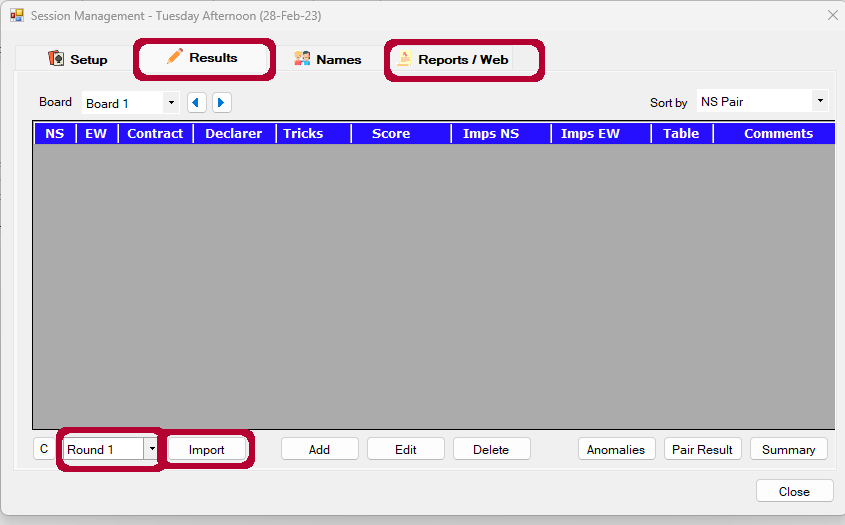 Session Management - Tuesday Afternoon (28-Feb-23)
Setup Results Names Reports / Web
Board Board 1 Sort by NS Pair
NS EW Contract Declarer Tricks Score Imps NS Imps EW Table Comments
C Round 1 Import Add Edit Delete Anomalies Pair Result Summary
Close